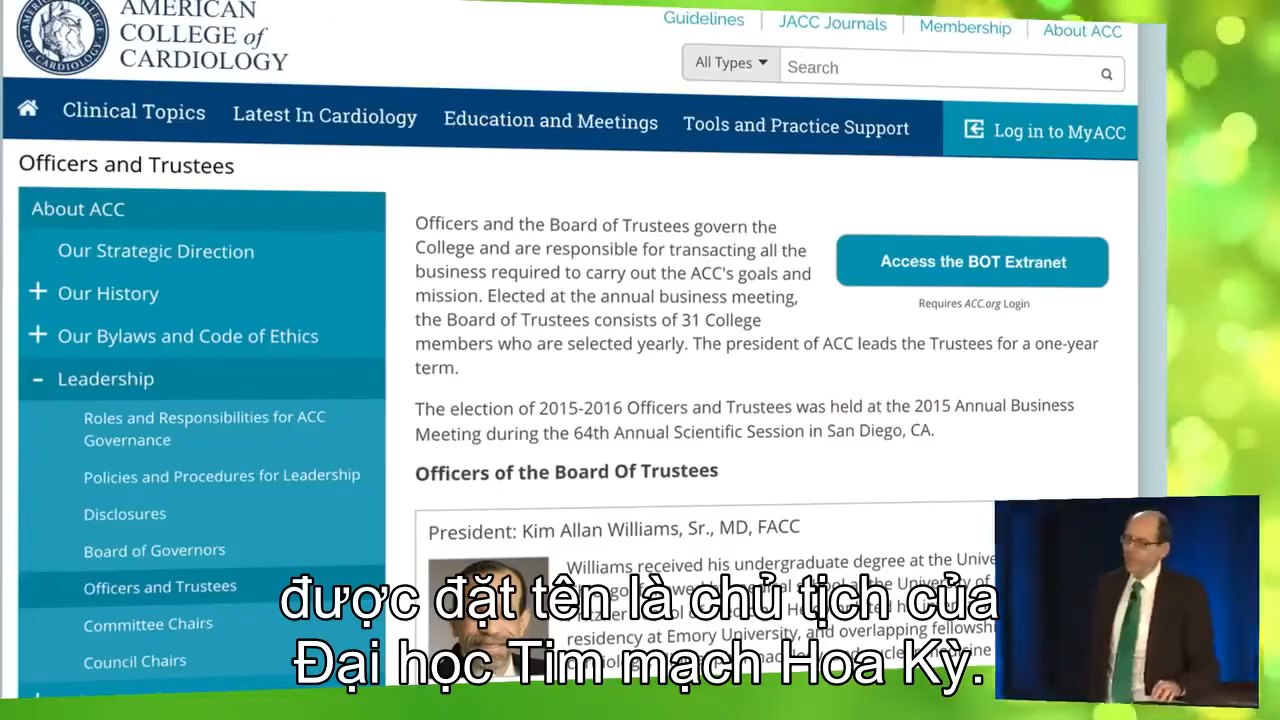 AMERICAN
COLLEGE of
CARDIOLOGY
Guidelines
JACC Journals
Membership
About ACC
All Types
Search
Clinical Topics
Latest In Cardiology
Education and Meetings
Tools and Practice Support
Log in to MyACC
Officers and Trustees
About ACC
Our Strategic Direction
Our History
Our Bylaws and Code of Ethics
Leadership
Roles and Responsibilities for ACC
Governance
Policies and Procedures for Leadership
Disclosures
Board of Governors
Officers and Trustees
Committee Chairs
Council Chairs
Officers and the Board of Trustees govern the
College and are responsible for transacting all the
business required to carry out the ACC's goals and
mission. Elected at the annual business meeting,
the Board of Trustees consists of 31 College
members who are selected yearly. The president of ACC leads the Trustees for a one-year
term.
Access the BOT Extranet
Requires ACC.org Login
The election of 2015-2016 Officers and Trustees was held at the 2015 Annual Business
Meeting during the 64th Annual Scientific Session in San Diego, CA.
Officers of the Board Of Trustees
President: Kim Allan Williams, Sr., MD, FACC
Williams received his undergraduate degree at the
residency at Emory University, and overlapping
được đặt tên là chủ tịch của
Đại học Tim mạch Hoa Kỳ.